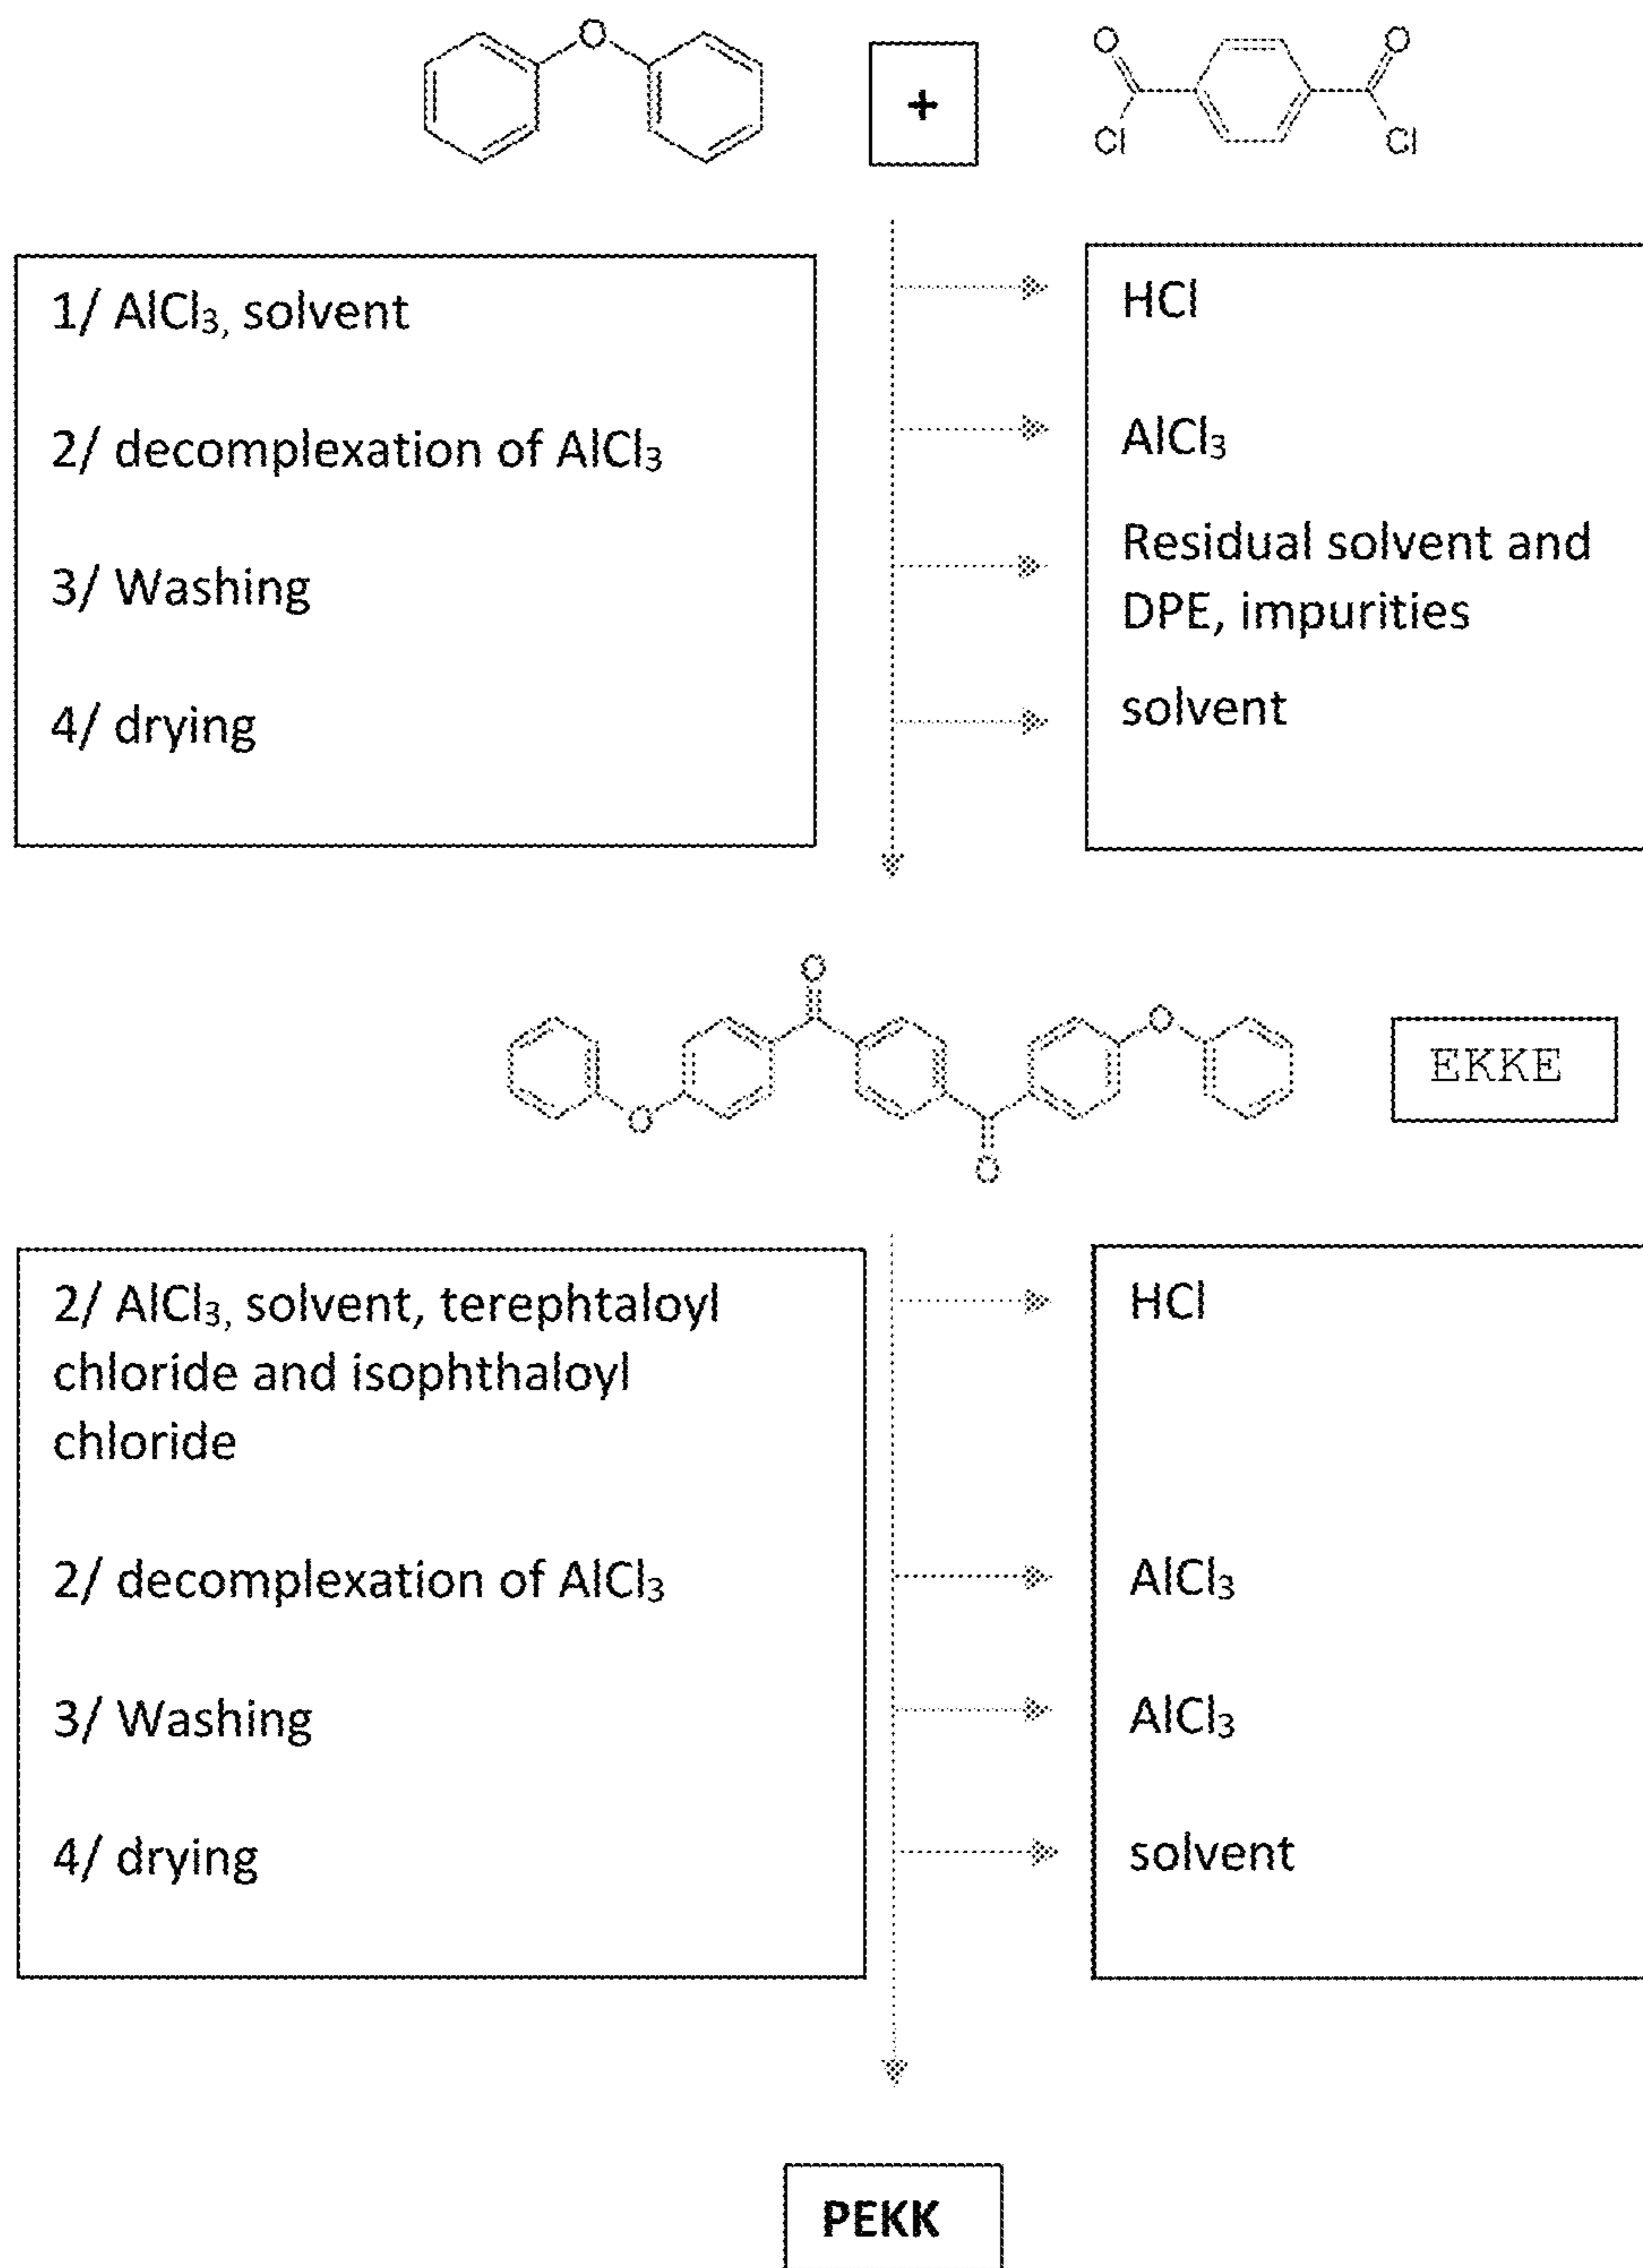 O
+
O
O
Cl
Cl
1/ AlCl₃, solvent
2/ decomplexation of AlCl₃
3/ Washing
4/ drying
HCl
AlCl₃
Residual solvent and
DPE, impurities
solvent
O
O
O
O
EKKE
2/ AlCl₃, solvent, terephtaloyl
chloride and isophthaloyl
chloride
2/ decomplexation of AlCl₃
3/ Washing
4/ drying
HCl
AlCl₃
AlCl₃
solvent
PEKK